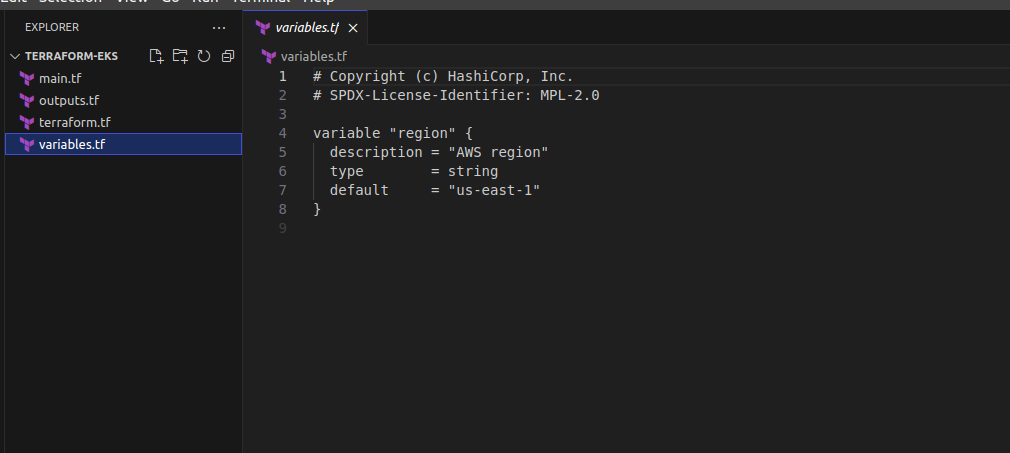 Edit Selection View Go Run Terminal Help
EXPLORER
TERRAFORM-EKS
main.tf
outputs.tf
terraform.tf
variables.tf
variables.tf
variables.tf
1 # Copyright (c) HashiCorp, Inc.
2 # SPDX-License-Identifier: MPL-2.0
3
4 variable "region" {
5   description = "AWS region"
6   type        = string
7   default     = "us-east-1"
8 }
9